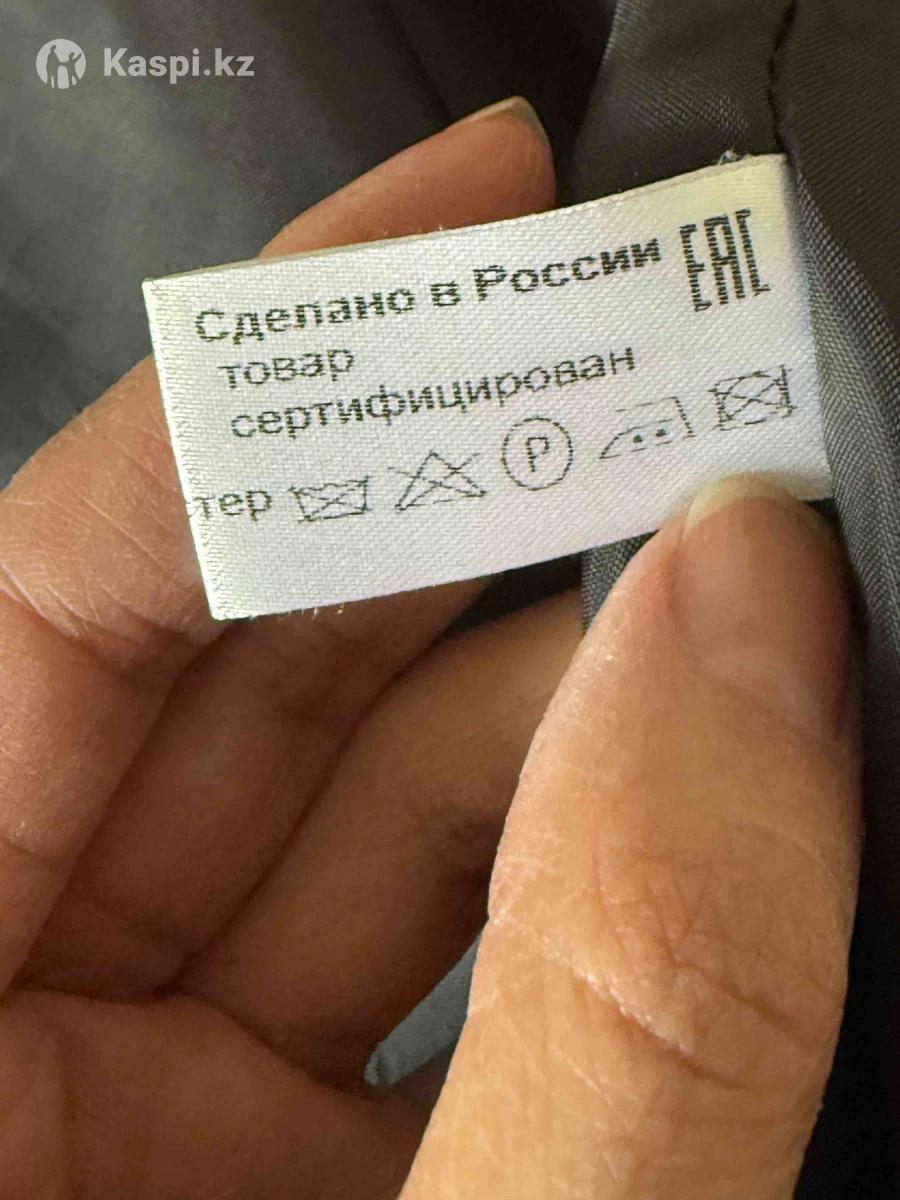 Kaspi.kz
Сделано в России EAC
товар
сертифицирован
тер P